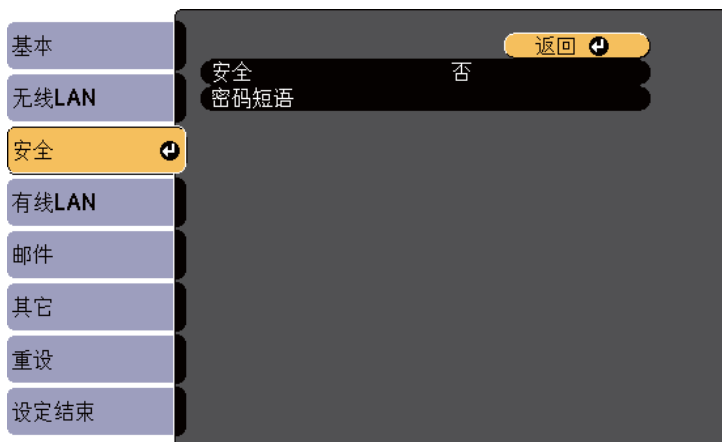 基本
无线LAN
安全
有线LAN
邮件
其它
重设
设定结束
返回
安全 否
密码短语